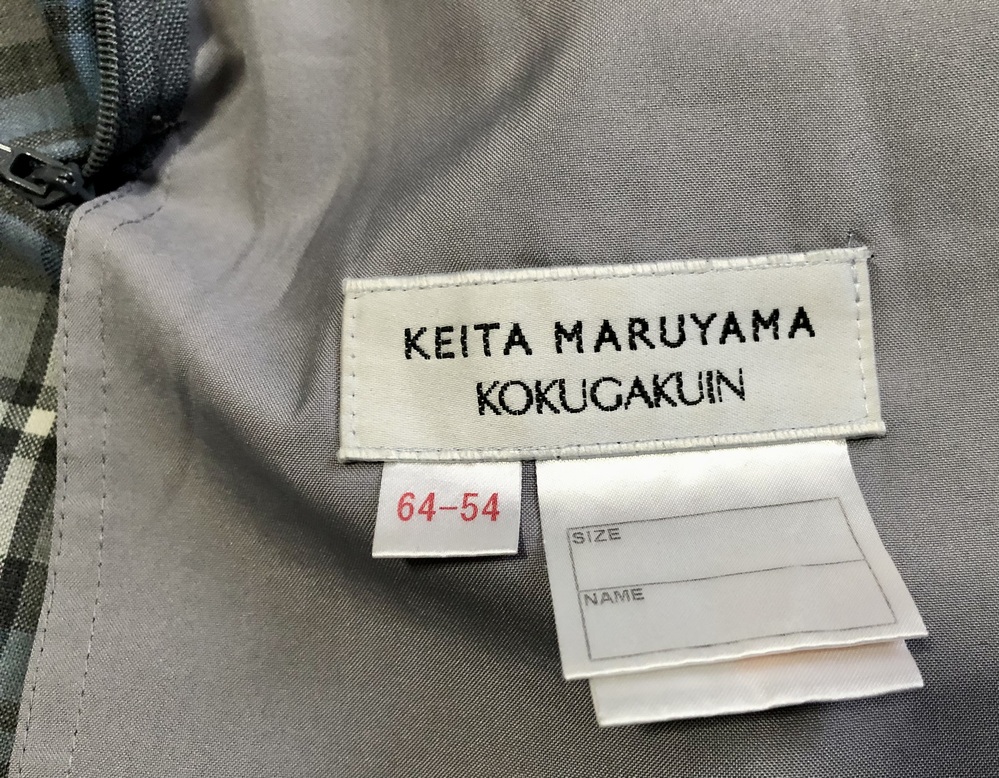 KEITA MARUYAMA
KOKUGAKUIN
64-54
SIZE
NAME